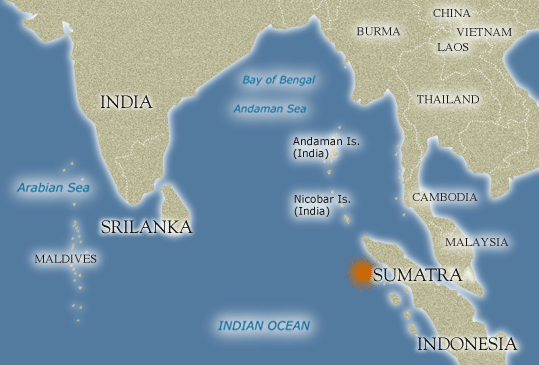 CHINA
BURMA
VIETNAM
LAOS
Bay of Bengal
INDIA
THAILAND
Andaman Sea
Andaman Is.
(India)
Arabian Sea
CAMBODIA
Nicobar Is.
(India)
SRILANKA
MALAYSIA
MALDIVES
SUMATRA
INDIAN OCEAN
INDONESIA